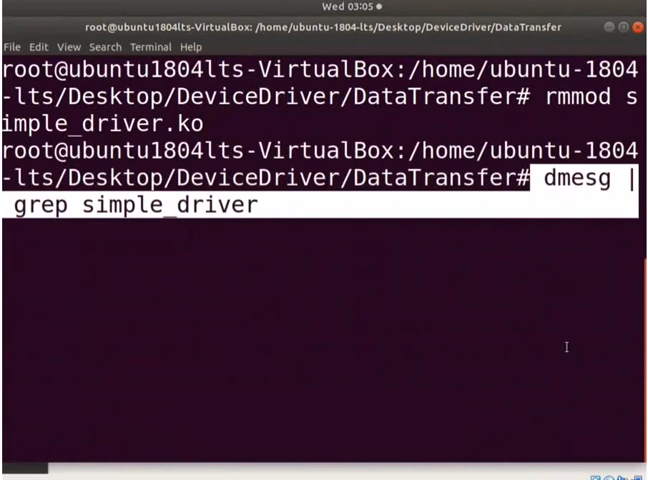 Wed 03:05
root@ubuntu1804lts-VirtualBox: /home/ubuntu-1804-lts/Desktop/DeviceDriver/DataTransfer
File Edit View Search Terminal Help
root@ubuntu1804lts-VirtualBox:/home/ubuntu-1804
-lts/Desktop/DeviceDriver/DataTransfer# rmmod s
imple_driver.ko
root@ubuntu1804lts-VirtualBox:/home/ubuntu-1804
-lts/Desktop/DeviceDriver/DataTransfer# dmesg |
grep simple_driver